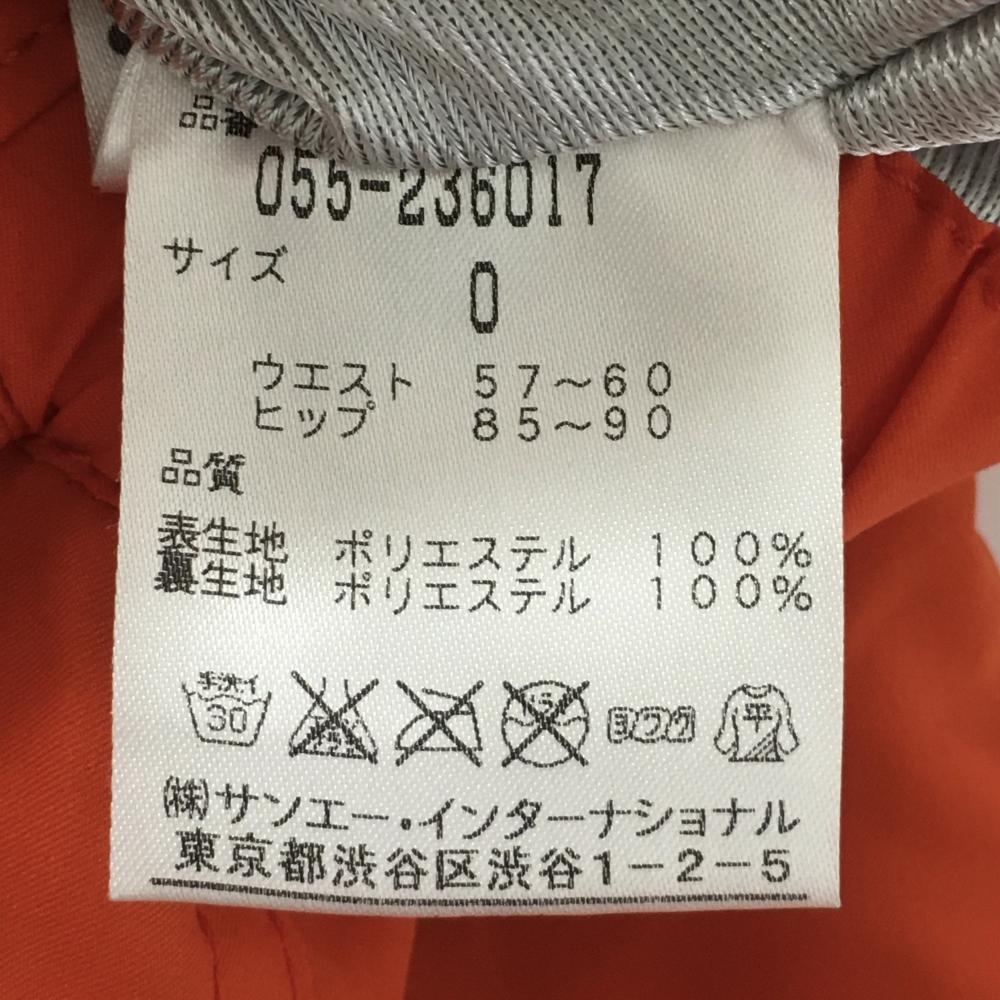 品番
055-236017
サイズ
0
ウエスト 57～60
ヒップ 85～90
品質
表生地 ポリエステル 100%
裏生地 ポリエステル 100%
手洗イ
30
平
㈱サンエー・インターナショナル
東京都渋谷区渋谷1-2-5